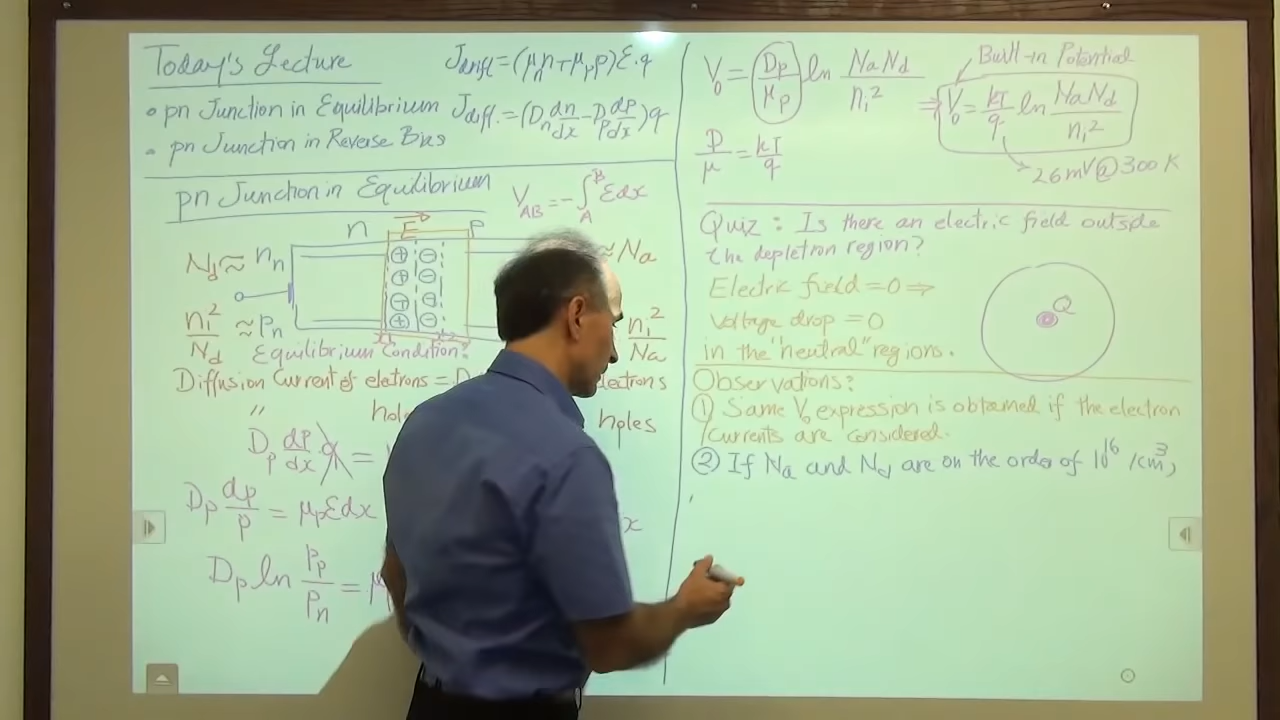 Today's Lecture
J_drift = (μ_n n + μ_p p) E · q
• pn Junction in Equilibrium
J_diff. = (D_n dn/dx − D_p dp/dx) q
• pn Junction in Reverse Bias
pn Junction in Equilibrium
V_AB = −∫_A^B E dx
n E P
N_d ≈ n_n
≈ N_a
n_i²/N_d ≈ p_n
n_i²/N_a
x1 x2
Equilibrium Condition?
Diffusion Current of eletrons = D electrons
" hol holes
D_p dp/dx q =
D_p dp/p = μ_p E dx
x
D_p ln p_p/p_n = μ
V_0 = D_p/μ_p ln N_a N_d/n_i²
Built-in Potential
⇒ V_0 = kT/q ln N_a N_d/n_i²
D/μ = kT/q
26 mV @ 300 K
Quiz : Is there an electric field outside
the depletion region?
Electric field = 0 ⇒
Voltage drop = 0
in the "neutral" regions.
Q
Observations:
① Same V_0 expression is obtained if the electron
currents are considered.
② If N_a and N_d are on the order of 10^16 /cm³,